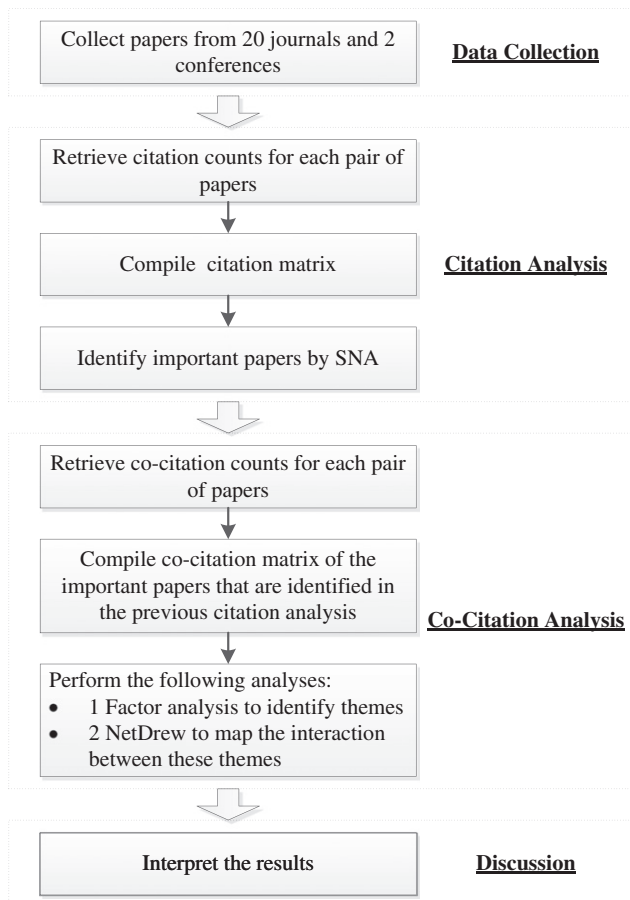 Collect papers from 20 journals and 2
conferences
Data Collection
Retrieve citation counts for each pair of
papers
Compile citation matrix
Citation Analysis
Identify important papers by SNA
Retrieve co-citation counts for each pair
of papers
Compile co-citation matrix of the
important papers that are identified in
the previous citation analysis
Co-Citation Analysis
Perform the following analyses:
• 1 Factor analysis to identify themes
• 2 NetDrew to map the interaction
between these themes
Interpret the results
Discussion